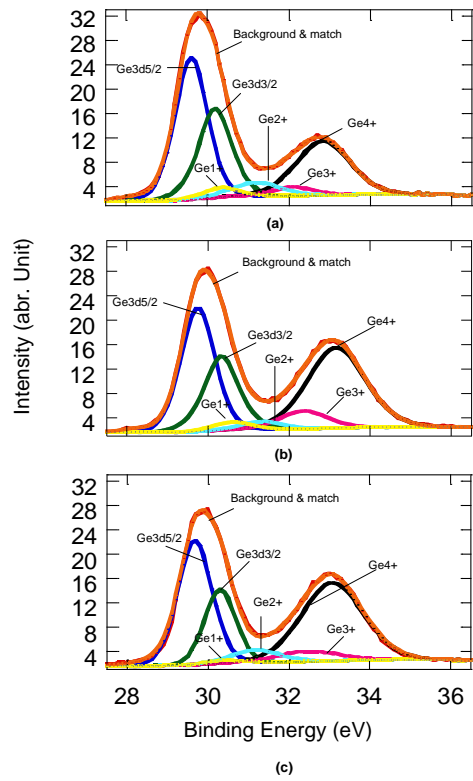 32
28
24
20
16
12
8
4
Background & match
Ge3d5/2
Ge3d3/2
Ge2+
Ge4+
Ge1+
Ge3+
(a)
Intensity (abr. Unit)
32
28
24
20
16
12
8
4
Background & match
Ge3d5/2
Ge3d3/2
Ge2+
Ge4+
Ge1+
Ge3+
(b)
32
28
24
20
16
12
8
4
Background & match
Ge3d5/2
Ge3d3/2
Ge4+
Ge2+
Ge1+
Ge3+
28 30 32 34 36
Binding Energy (eV)
(c)